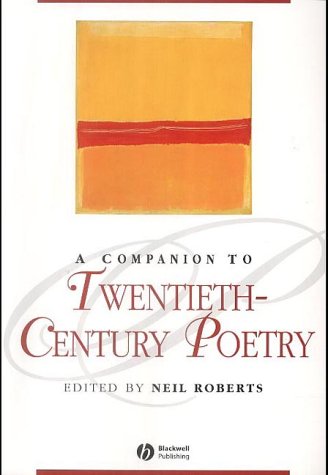 A COMPANION TO
TWENTIETH-
CENTURY POETRY
EDITED BY NEIL ROBERTS
Blackwell
Publishing